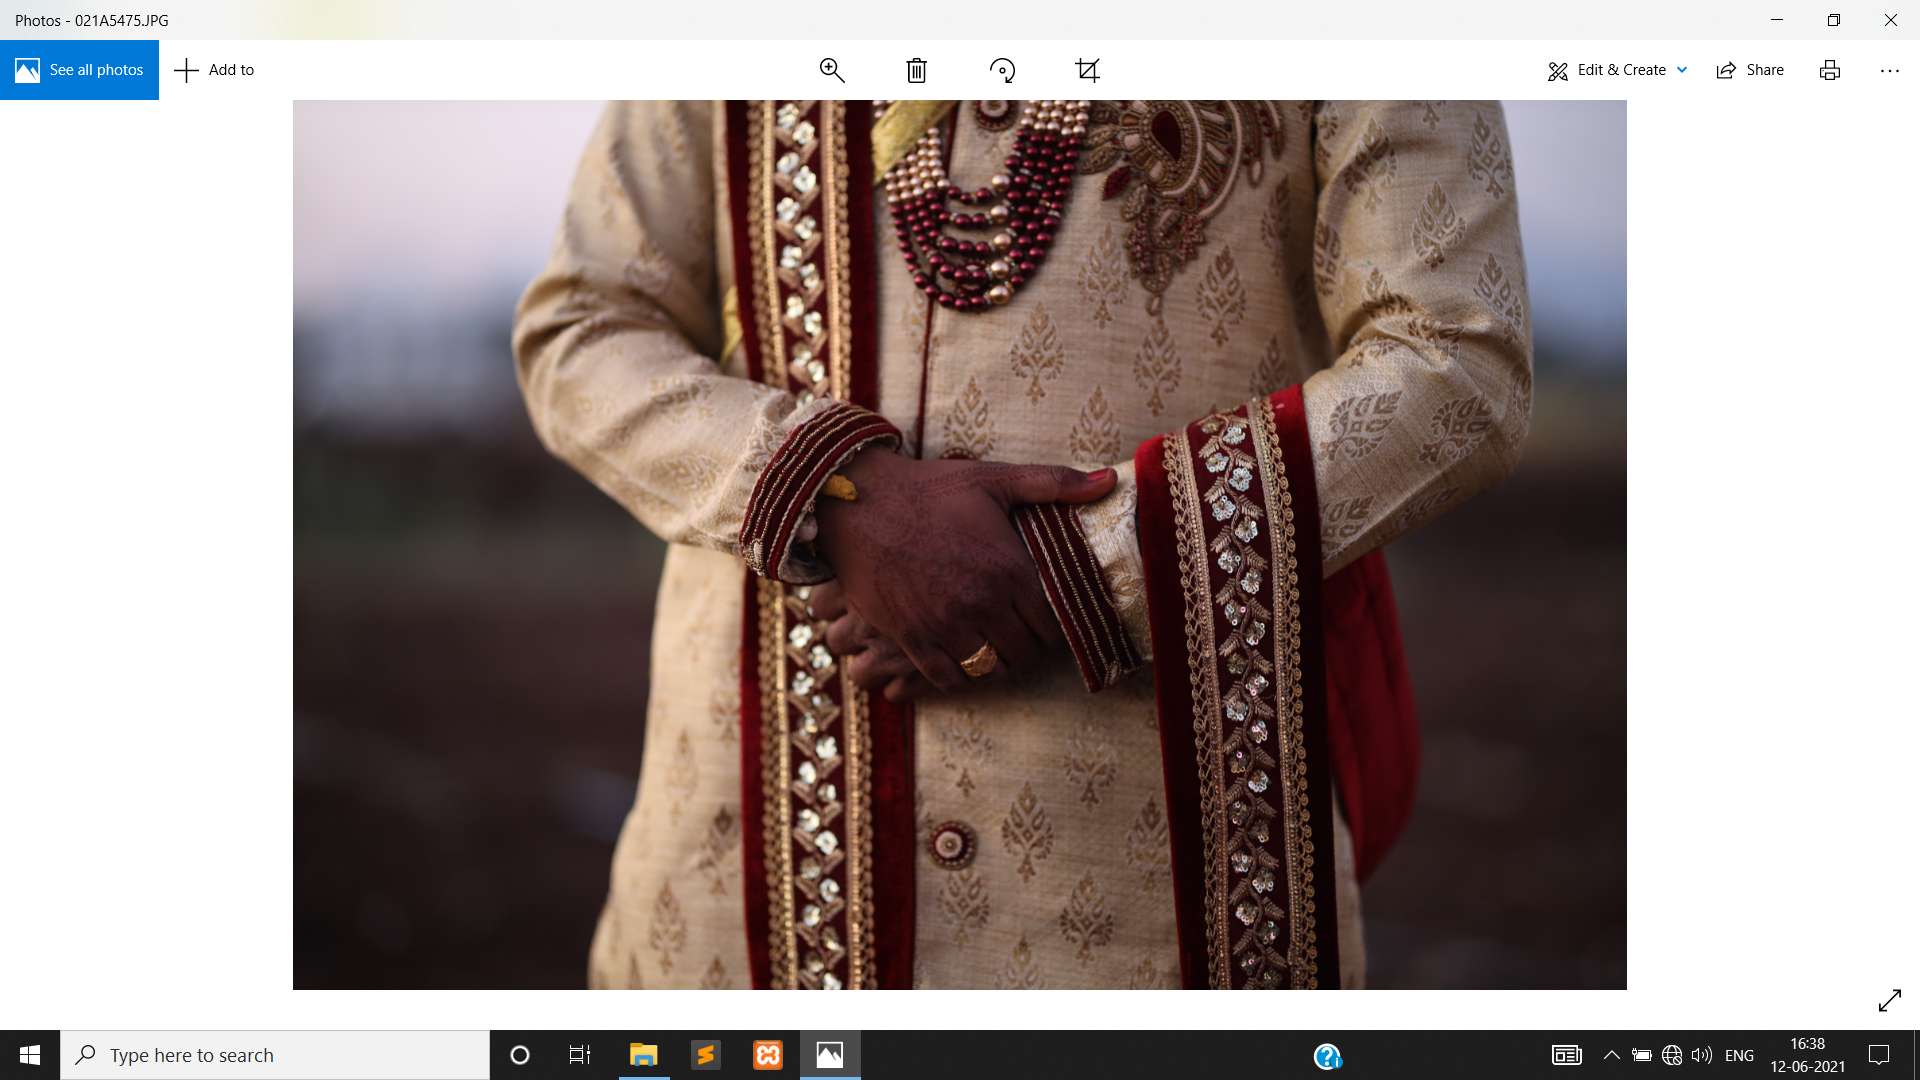 Photos - 021A5475.JPG
See all photos
Add to
Edit & Create
Share
Type here to search
ENG
16:38
12-06-2021